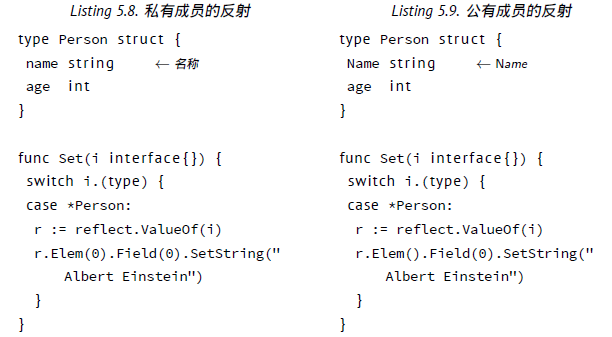 Listing 5.8. 私有成员的反射
type Person struct {
name string ← 名称
age int
}
func Set(i interface{}) {
switch i.(type) {
case *Person:
r := reflect.ValueOf(i)
r.Elem(0).Field(0).SetString("
Albert Einstein")
}
}
Listing 5.9. 公有成员的反射
type Person struct {
Name string ← Name
age int
}
func Set(i interface{}) {
switch i.(type) {
case *Person:
r := reflect.ValueOf(i)
r.Elem().Field(0).SetString("
Albert Einstein")
}
}